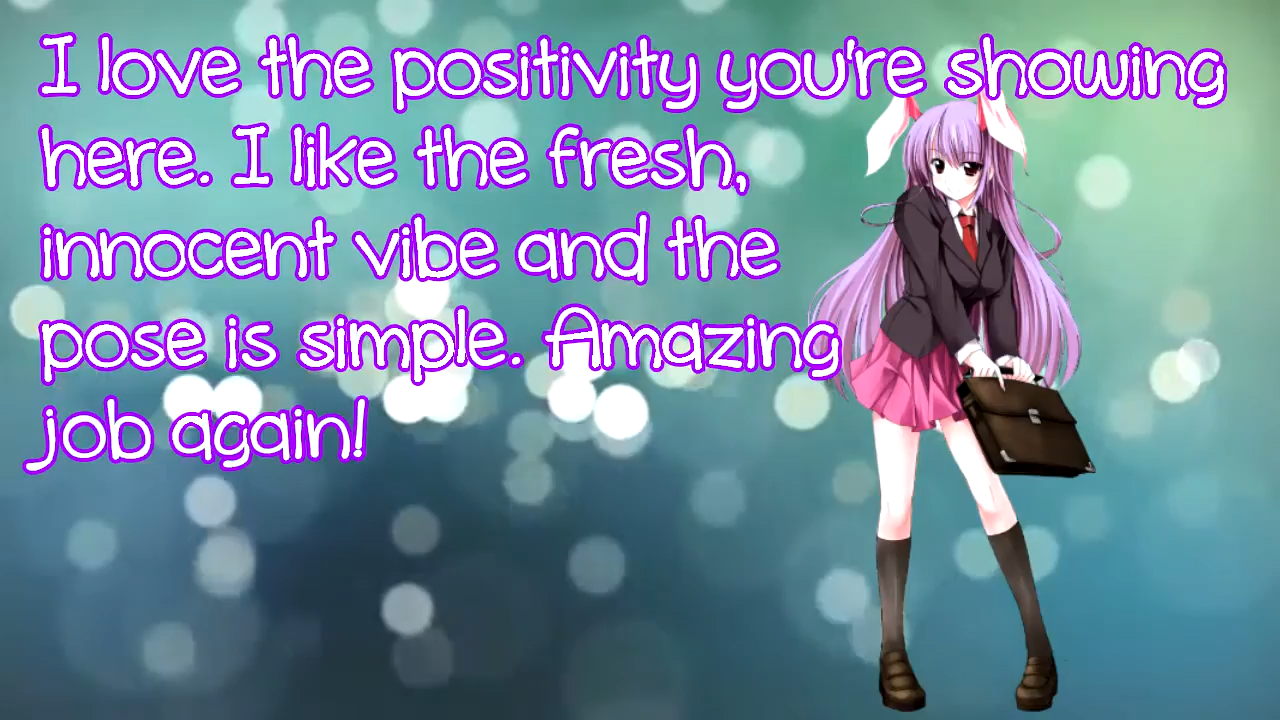 I love the positivity you're showing
here. I like the fresh,
innocent vibe and the
pose is simple. Amazing
job again!